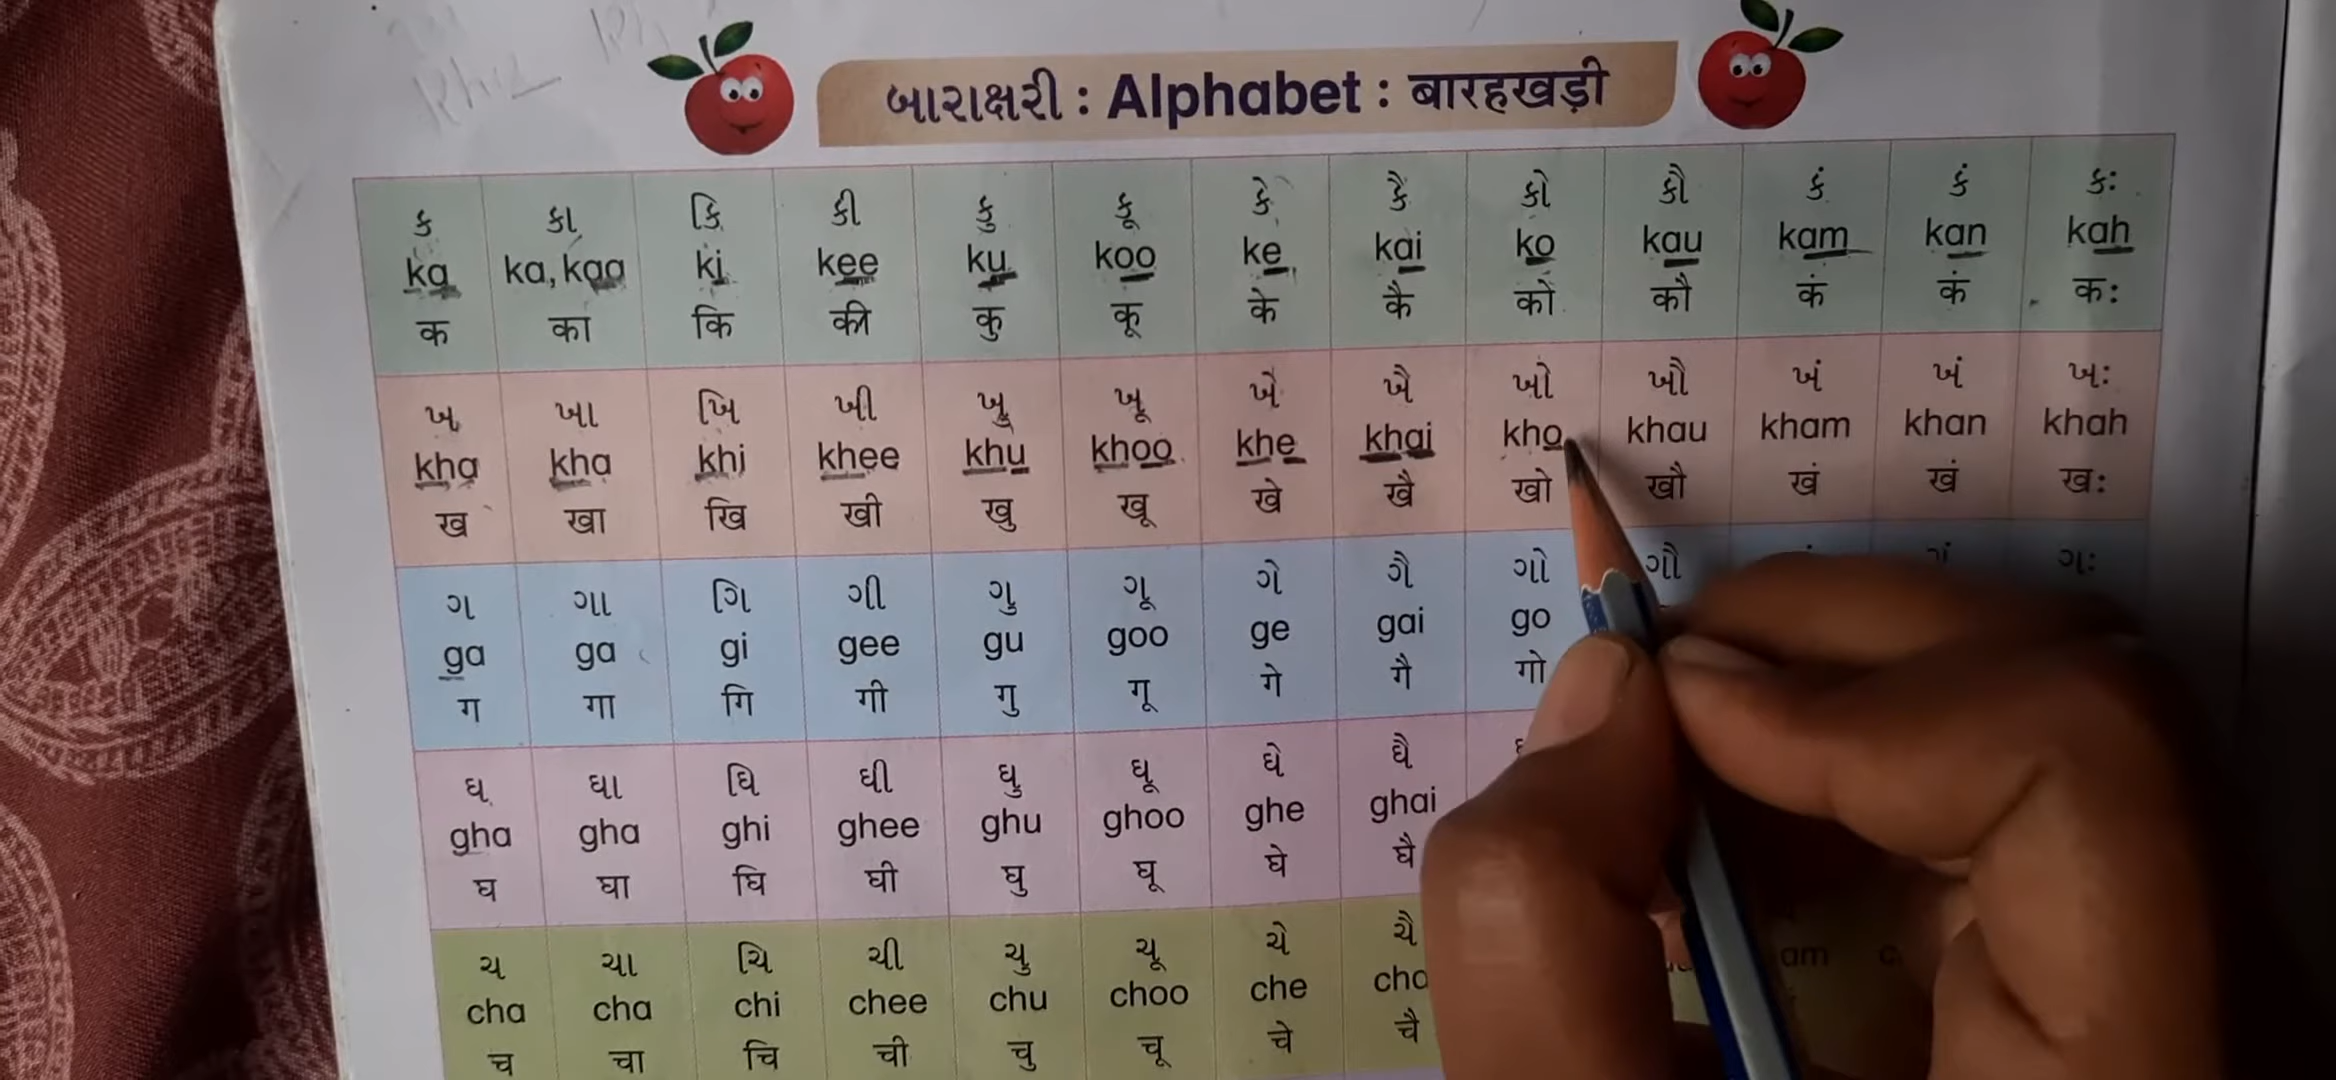 બારાક્ષરી : Alphabet : बारहखड़ी
ક કા કિ કી કુ કૂ કે કૈ કો કૌ કં કં કઃ
ka ka, kaa ki kee ku koo ke kai ko kau kam kan kah
क का कि की कु कू के कै को कौ कं कं कः
ખ ખા ખિ ખી ખુ ખૂ ખે ખૈ ખો ખૌ ખં ખં ખઃ
kha kha khi khee khu khoo khe khai kho khau kham khan khah
ख खा खि खी खु खू खे खै खो खौ खं खं खः
ગ ગા ગિ ગી ગુ ગૂ ગે ગૈ ગો ગૌ ગં ગઃ
ga ga gi gee gu goo ge gai go
ग गा गि गी गु गू गे गै गो
ઘ ઘા ઘિ ઘી ઘુ ઘૂ ઘે ઘૈ
gha gha ghi ghee ghu ghoo ghe ghai
घ घा घि घी घु घू घे घै
ચ ચા ચિ ચી ચુ ચૂ ચે ચૈ
cha cha chi chee chu choo che
च चा चि ची चु चू चे चै